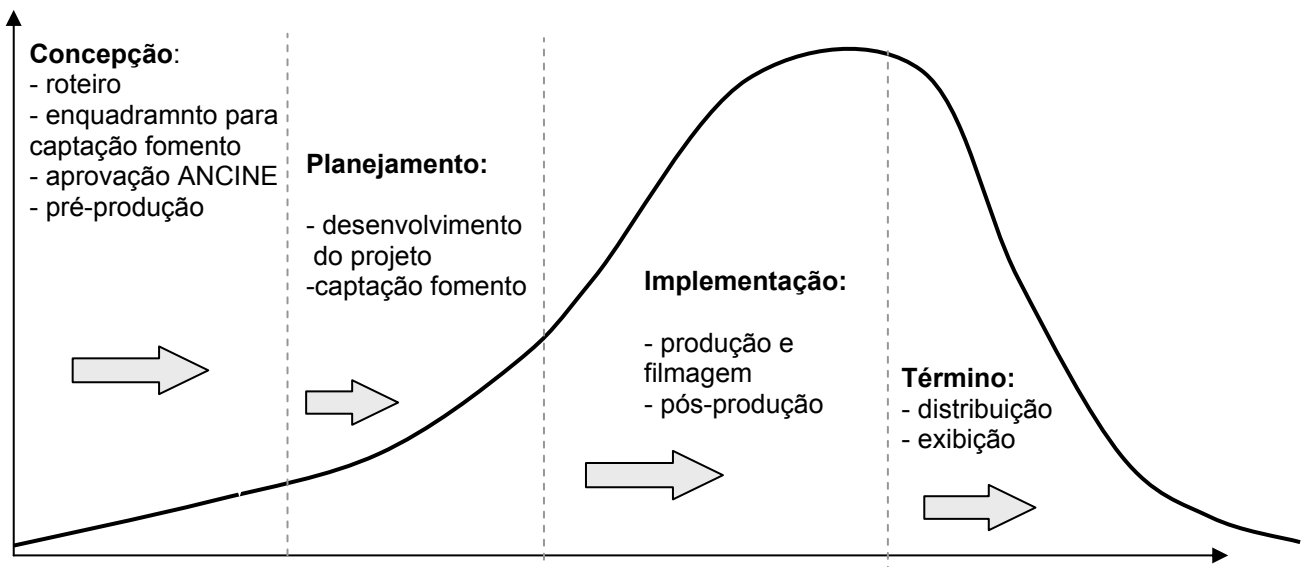 Concepção:
- roteiro
- enquadramnto para
captação fomento
- aprovação ANCINE
- pré-produção
Planejamento:
- desenvolvimento
do projeto
-captação fomento
Implementação:
- produção e
filmagem
- pós-produção
Término:
- distribuição
- exibição